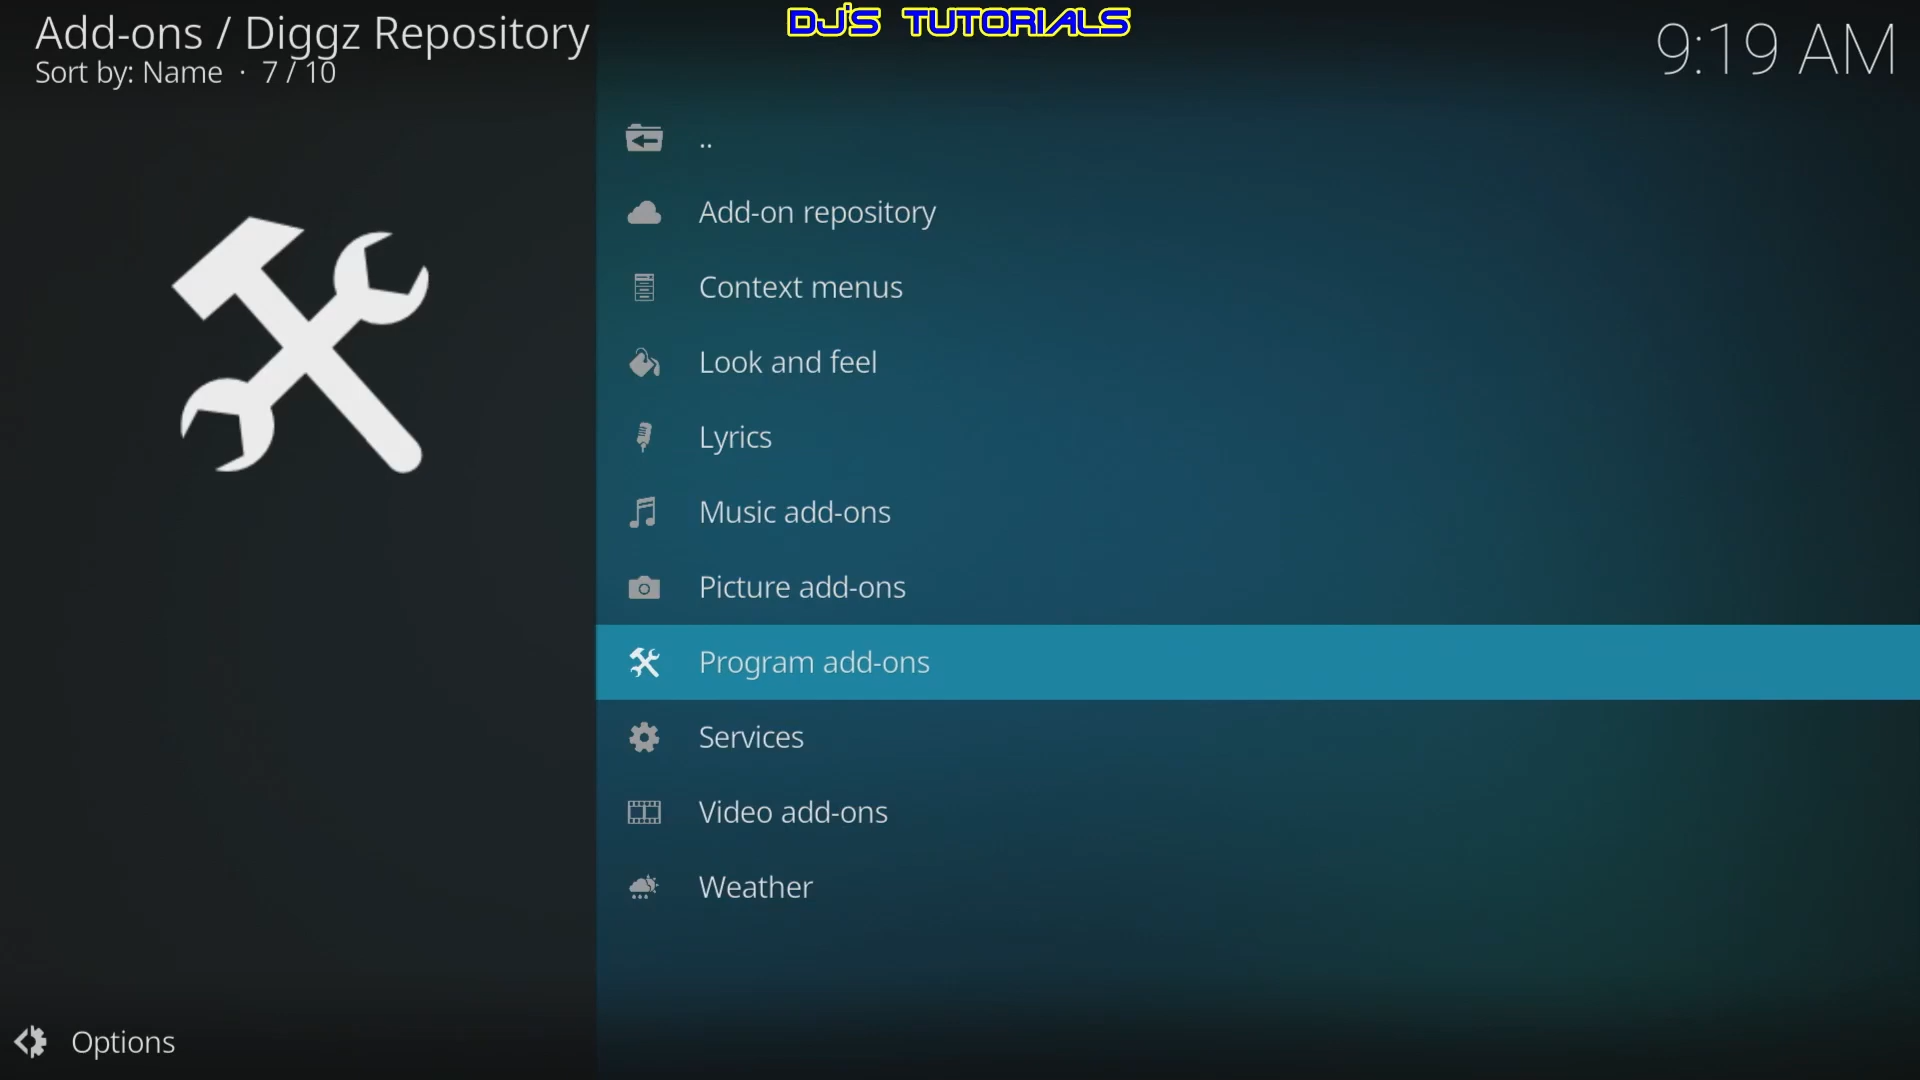 Add-ons / Diggz Repository
Sort by: Name · 7 / 10
DJ'S TUTORIALS
9:19 AM
..
Add-on repository
Context menus
Look and feel
Lyrics
Music add-ons
Picture add-ons
Program add-ons
Services
Video add-ons
Weather
Options